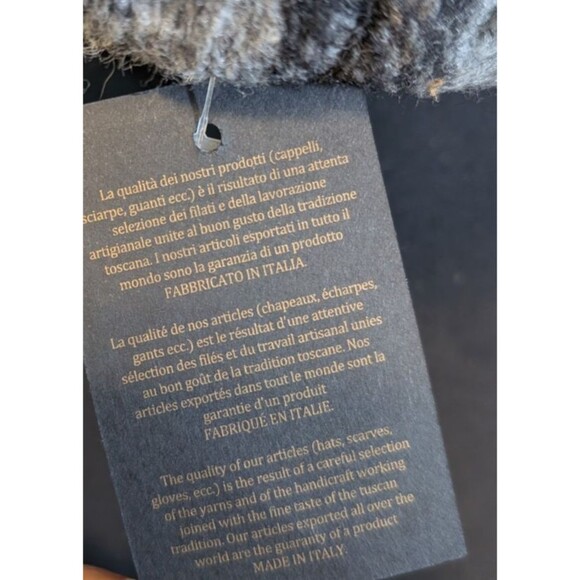 La qualità dei nostri prodotti (cappelli,
sciarpe, guanti ecc.) è il risultato di una attenta
selezione dei filati e della lavorazione
artigianale unite al buon gusto della tradizione
toscana. I nostri articoli esportati in tutto il
mondo sono la garanzia di un prodotto
FABBRICATO IN ITALIA.
La qualité de nos articles (chapeaux, écharpes,
gants ecc.) est le résultat d'une attentive
sélection des filés et du travail artisanal unies
au bon goût de la tradition toscane. Nos
articles exportés dans tout le monde sont la
garantie d'un produit
FABRIQUÉ EN ITALIE.
The quality of our articles (hats, scarves,
gloves, ecc.) is the result of a careful selection
of the yarns and of the handicraft working
joined with the fine taste of the tuscan
tradition. Our articles exported all over the
world are the guaranty of a product
MADE IN ITALY.